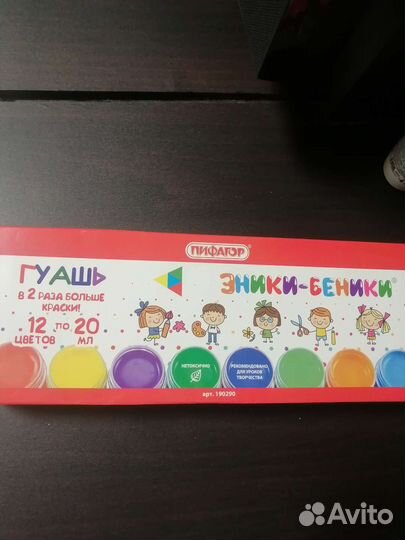 ПИФАГОР
ГУАШЬ
В 2 РАЗА БОЛЬШЕ
КРАСКИ!
12 ПО 20
ЦВЕТОВ МЛ
ЭНИКИ-БЕНИКИ®
НЕТОКСИЧНО
РЕКОМЕНДОВАНО
ДЛЯ УРОКОВ
ТВОРЧЕСТВА
арт. 190290
Avito